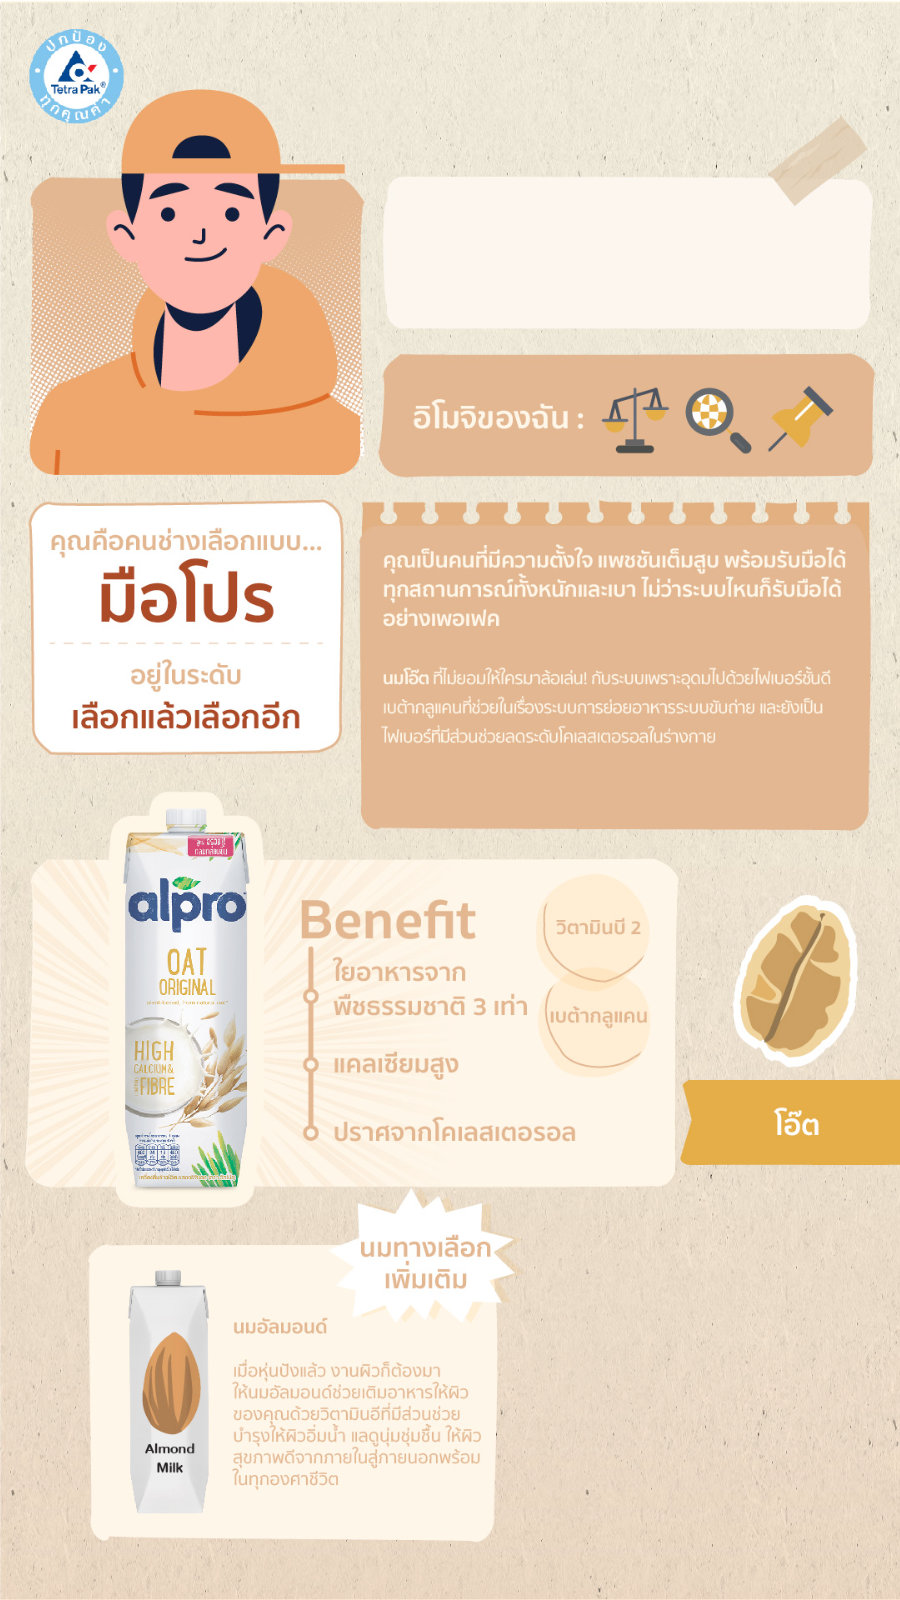 ปกป้อง
Tetra Pak®
ทุกคุณค่า
อิโมจิของฉัน :
คุณคือคนช่างเลือกแบบ...
มือโปร
อยู่ในระดับ
เลือกแล้วเลือกอีก
คุณเป็นคนที่มีความตั้งใจ แพชชันเต็มสูบ พร้อมรับมือได้
ทุกสถานการณ์ทั้งหนักและเบา ไม่ว่าระบบไหนก็รับมือได้
อย่างเพอเฟค
นมโอ๊ต ที่ไม่ยอมให้ใครมาล้อเล่น! กับระบบเพราะอุดมไปด้วยไฟเบอร์ชั้นดี
เบต้ากลูแคนที่ช่วยในเรื่องระบบการย่อยอาหารระบบขับถ่าย และยังเป็น
ไฟเบอร์ที่มีส่วนช่วยลดระดับโคเลสเตอรอลในร่างกาย
alpro
OAT
ORIGINAL
HIGH
CALCIUM &
FIBRE
Benefit
ใยอาหารจาก
พืชธรรมชาติ 3 เท่า
แคลเซียมสูง
ปราศจากโคเลสเตอรอล
วิตามินบี 2
เบต้ากลูแคน
โอ๊ต
นมทางเลือก
เพิ่มเติม
Almond
Milk
นมอัลมอนด์
เมื่อหุ่นปังแล้ว งานผิวก็ต้องมา
ให้นมอัลมอนด์ช่วยเติมอาหารให้ผิว
ของคุณด้วยวิตามินอีที่มีส่วนช่วย
บำรุงให้ผิวอิ่มน้ำ แลดูนุ่มชุ่มชื้น ให้ผิว
สุขภาพดีจากภายในสู่ภายนอกพร้อม
ในทุกองศาชีวิต